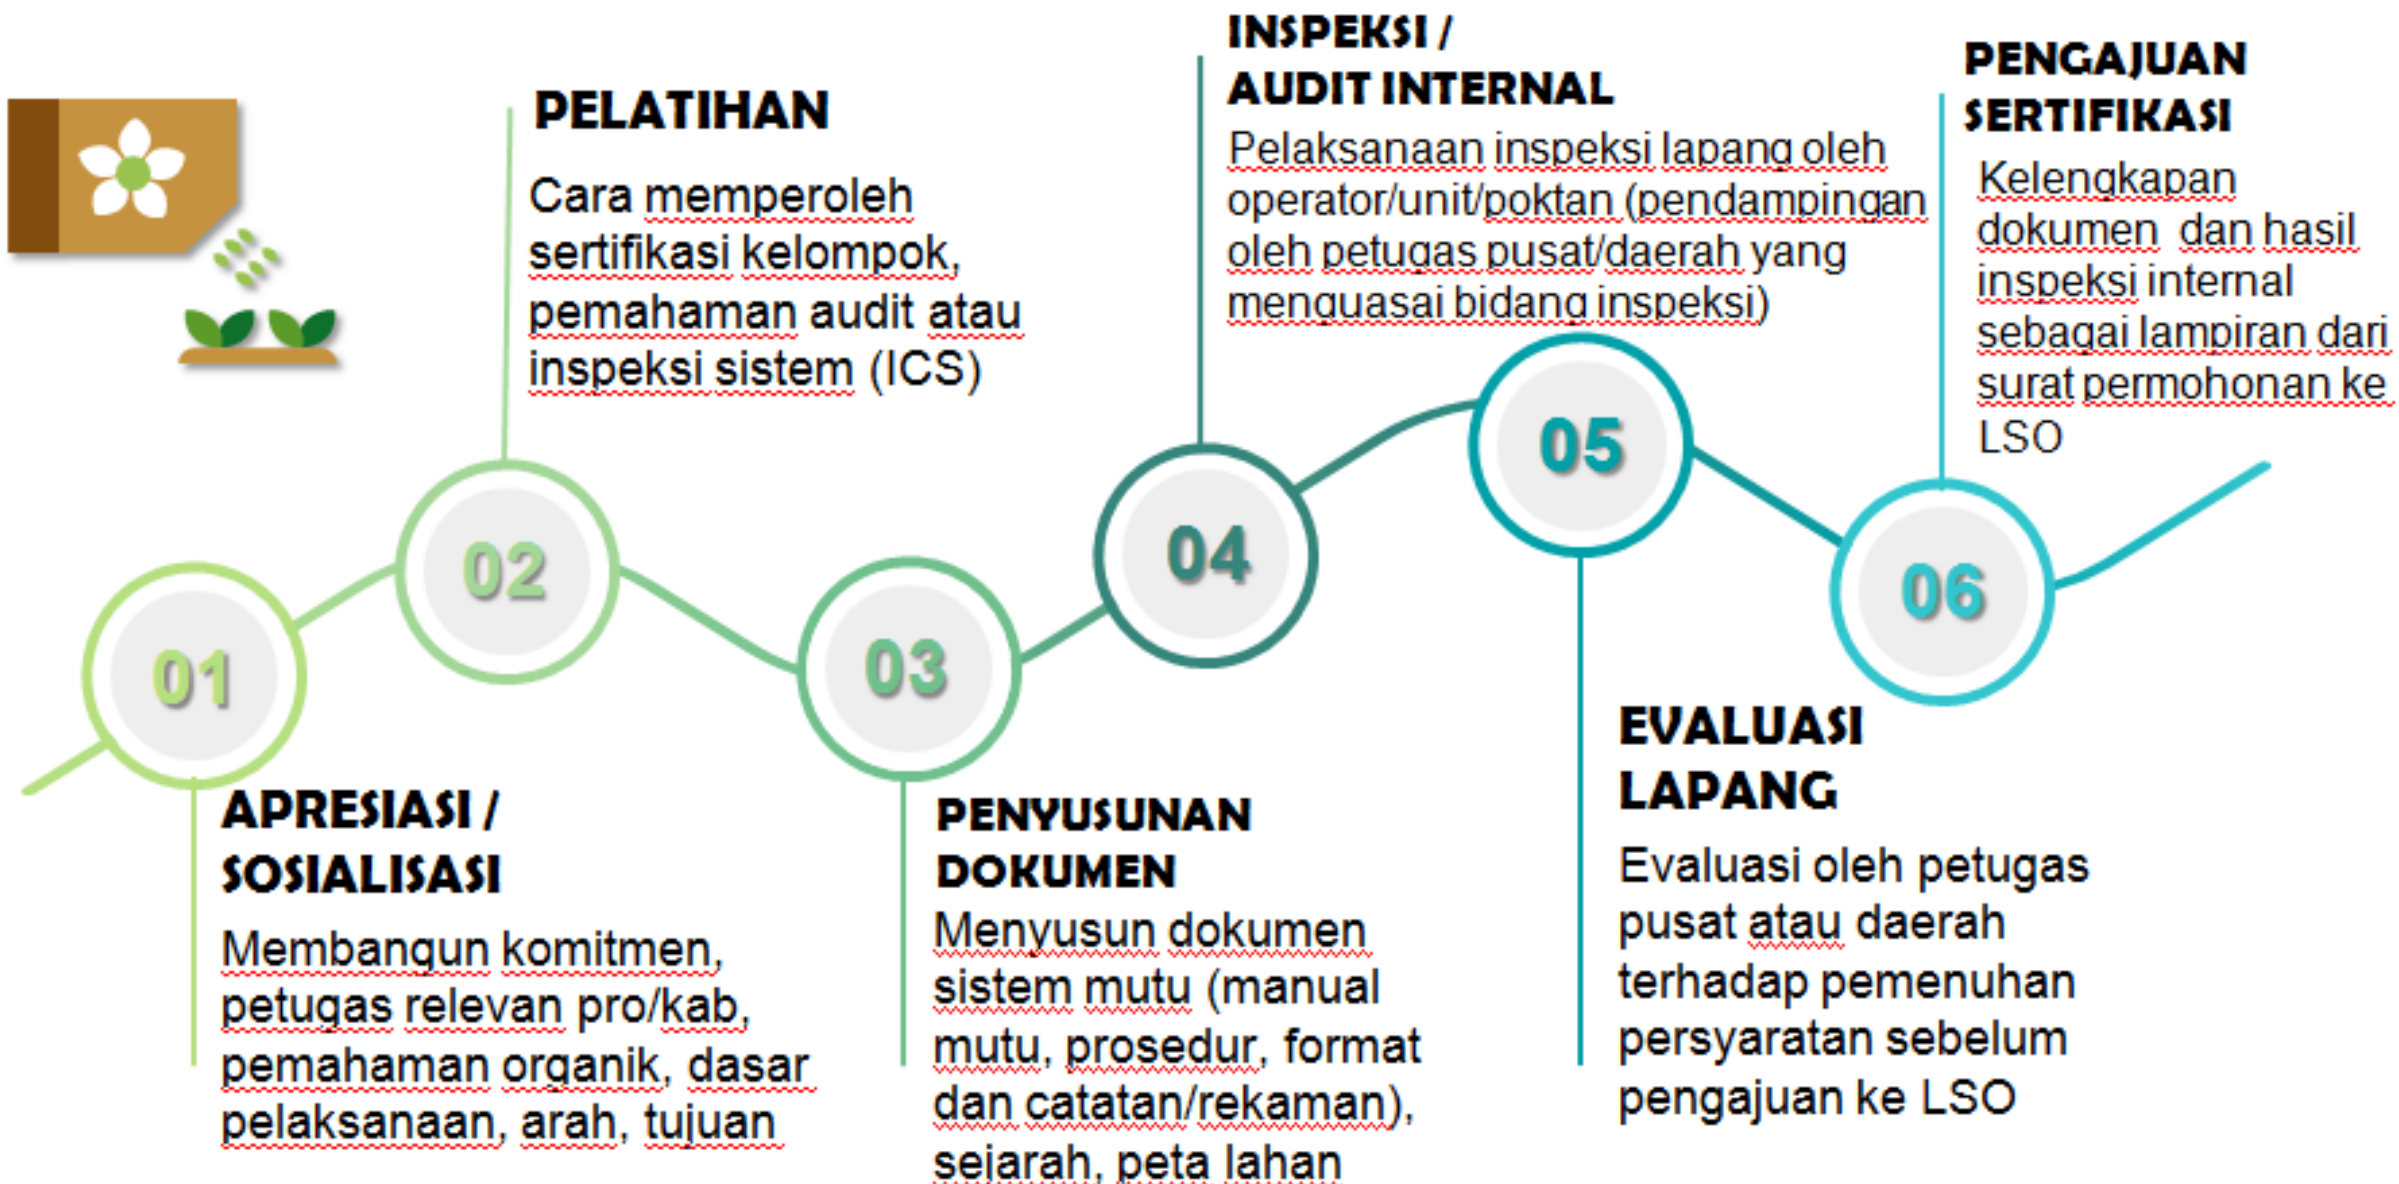 01
APRESIASI /
SOSIALISASI
Membangun komitmen,
petugas relevan pro/kab,
pemahaman organik, dasar
pelaksanaan, arah, tujuan
02
PELATIHAN
Cara memperoleh
sertifikasi kelompok,
pemahaman audit atau
inspeksi sistem (ICS)
03
PENYUSUNAN
DOKUMEN
Menyusun dokumen
sistem mutu (manual
mutu, prosedur, format
dan catatan/rekaman),
sejarah, peta lahan
04
INSPEKSI /
AUDIT INTERNAL
Pelaksanaan inspeksi lapang oleh
operator/unit/poktan (pendampingan
oleh petugas pusat/daerah yang
menguasai bidang inspeksi)
05
EVALUASI
LAPANG
Evaluasi oleh petugas
pusat atau daerah
terhadap pemenuhan
persyaratan sebelum
pengajuan ke LSO
06
PENGAJUAN
SERTIFIKASI
Kelengkapan
dokumen dan hasil
inspeksi internal
sebagai lampiran dari
surat permohonan ke
LSO